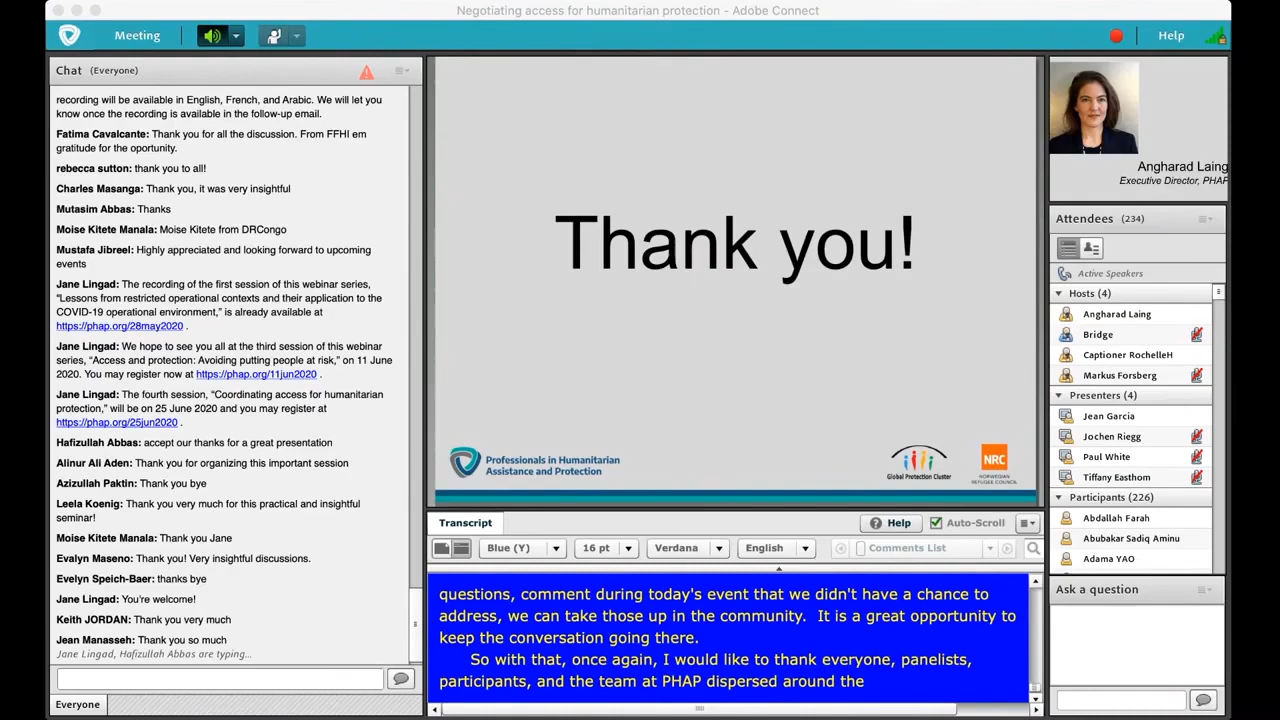 Negotiating access for humanitarian protection - Adobe Connect
Meeting
Help
Chat (Everyone)
recording will be available in English, French, and Arabic. We will let you
know once the recording is available in the follow-up email.
Fatima Cavalcante: Thank you for all the discussion. From FFHI em
gratitude for the oportunity.
rebecca sutton: thank you to all!
Charles Masanga: Thank you, it was very insightful
Mutasim Abbas: Thanks
Moise Kitete Manala: Moise Kitete from DRCongo
Mustafa Jibreel: Highly appreciated and looking forward to upcoming
events
Jane Lingad: The recording of the first session of this webinar series,
“Lessons from restricted operational contexts and their application to the
COVID-19 operational environment,” is already available at
https://phap.org/28may2020 .
Jane Lingad: We hope to see you all at the third session of this webinar
series, “Access and protection: Avoiding putting people at risk,” on 11 June
2020. You may register now at https://phap.org/11jun2020 .
Jane Lingad: The fourth session, “Coordinating access for humanitarian
protection,” will be on 25 June 2020 and you may register at
https://phap.org/25jun2020 .
Hafizullah Abbas: accept our thanks for a great presentation
Alinur Ali Aden: Thank you for organizing this important session
Azizullah Paktin: Thank you bye
Leela Koenig: Thank you very much for this practical and insightful
seminar!
Moise Kitete Manala: Thank you Jane
Evalyn Maseno: Thank you! Very insightful discussions.
Evelyn Speich-Baer: thanks bye
Jane Lingad: You're welcome!
Keith JORDAN: Thank you very much
Jean Manasseh: Thank you so much
Jane Lingad, Hafizullah Abbas are typing...
Everyone
Thank you!
Professionals in Humanitarian
Assistance and Protection
Global Protection Cluster
NRC
NORWEGIAN
REFUGEE COUNCIL
Transcript
Help
Auto-Scroll
Blue (Y)
16 pt
Verdana
English
Comments List
questions, comment during today's event that we didn't have a chance to
address, we can take those up in the community.  It is a great opportunity to
keep the conversation going there.
So with that, once again, I would like to thank everyone, panelists,
participants, and the team at PHAP dispersed around the
Angharad Laing
Executive Director, PHAP
Attendees (234)
Active Speakers
Hosts (4)
Angharad Laing
Bridge
Captioner RochelleH
Markus Forsberg
Presenters (4)
Jean Garcia
Jochen Riegg
Paul White
Tiffany Easthom
Participants (226)
Abdallah Farah
Abubakar Sadiq Aminu
Adama YAO
Ask a question